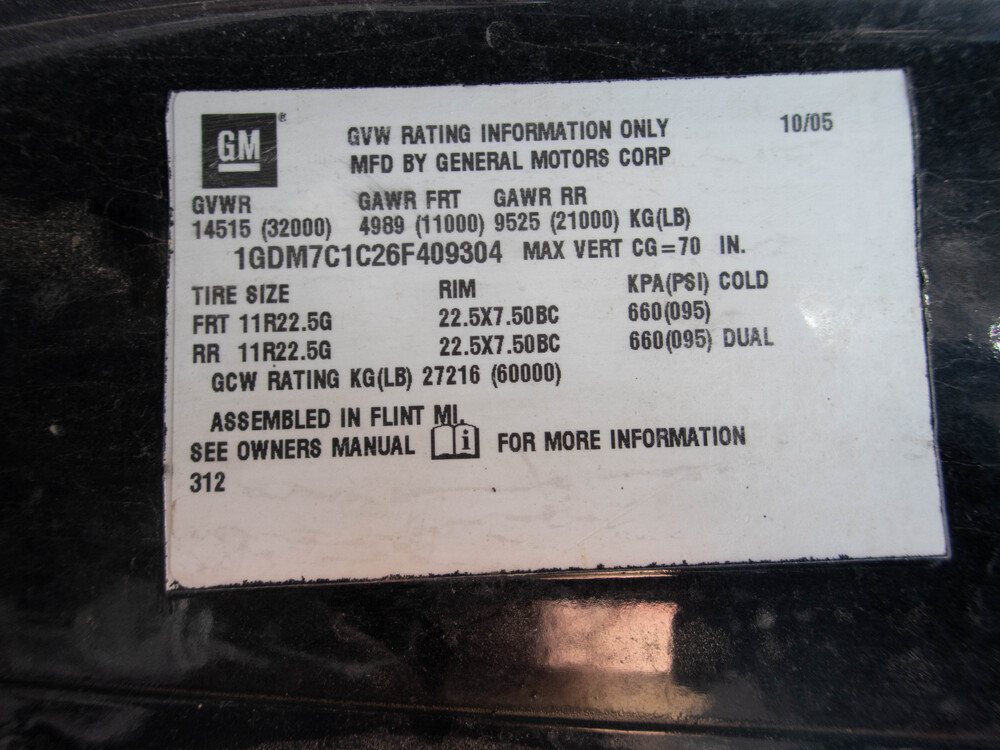 GM ®
GVW RATING INFORMATION ONLY 10/05
MFD BY GENERAL MOTORS CORP
GVWR GAWR FRT GAWR RR
14515 (32000) 4989 (11000) 9525 (21000) KG(LB)
1GDM7C1C26F409304 MAX VERT CG=70 IN.
TIRE SIZE RIM KPA(PSI) COLD
FRT 11R22.5G 22.5X7.50BC 660(095)
RR 11R22.5G 22.5X7.50BC 660(095) DUAL
GCW RATING KG(LB) 27216 (60000)
ASSEMBLED IN FLINT MI.
SEE OWNERS MANUAL i FOR MORE INFORMATION
312